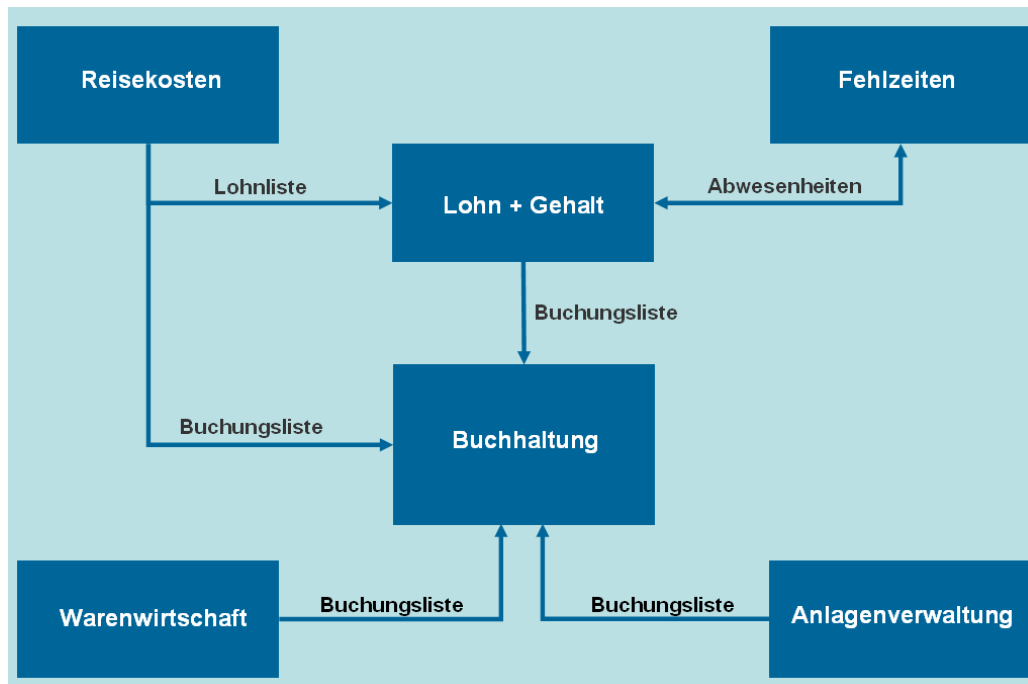 Reisekosten
Fehlzeiten
Lohnliste
Lohn + Gehalt
Abwesenheiten
Buchungsliste
Buchungsliste
Buchhaltung
Warenwirtschaft
Buchungsliste
Buchungsliste
Anlagenverwaltung